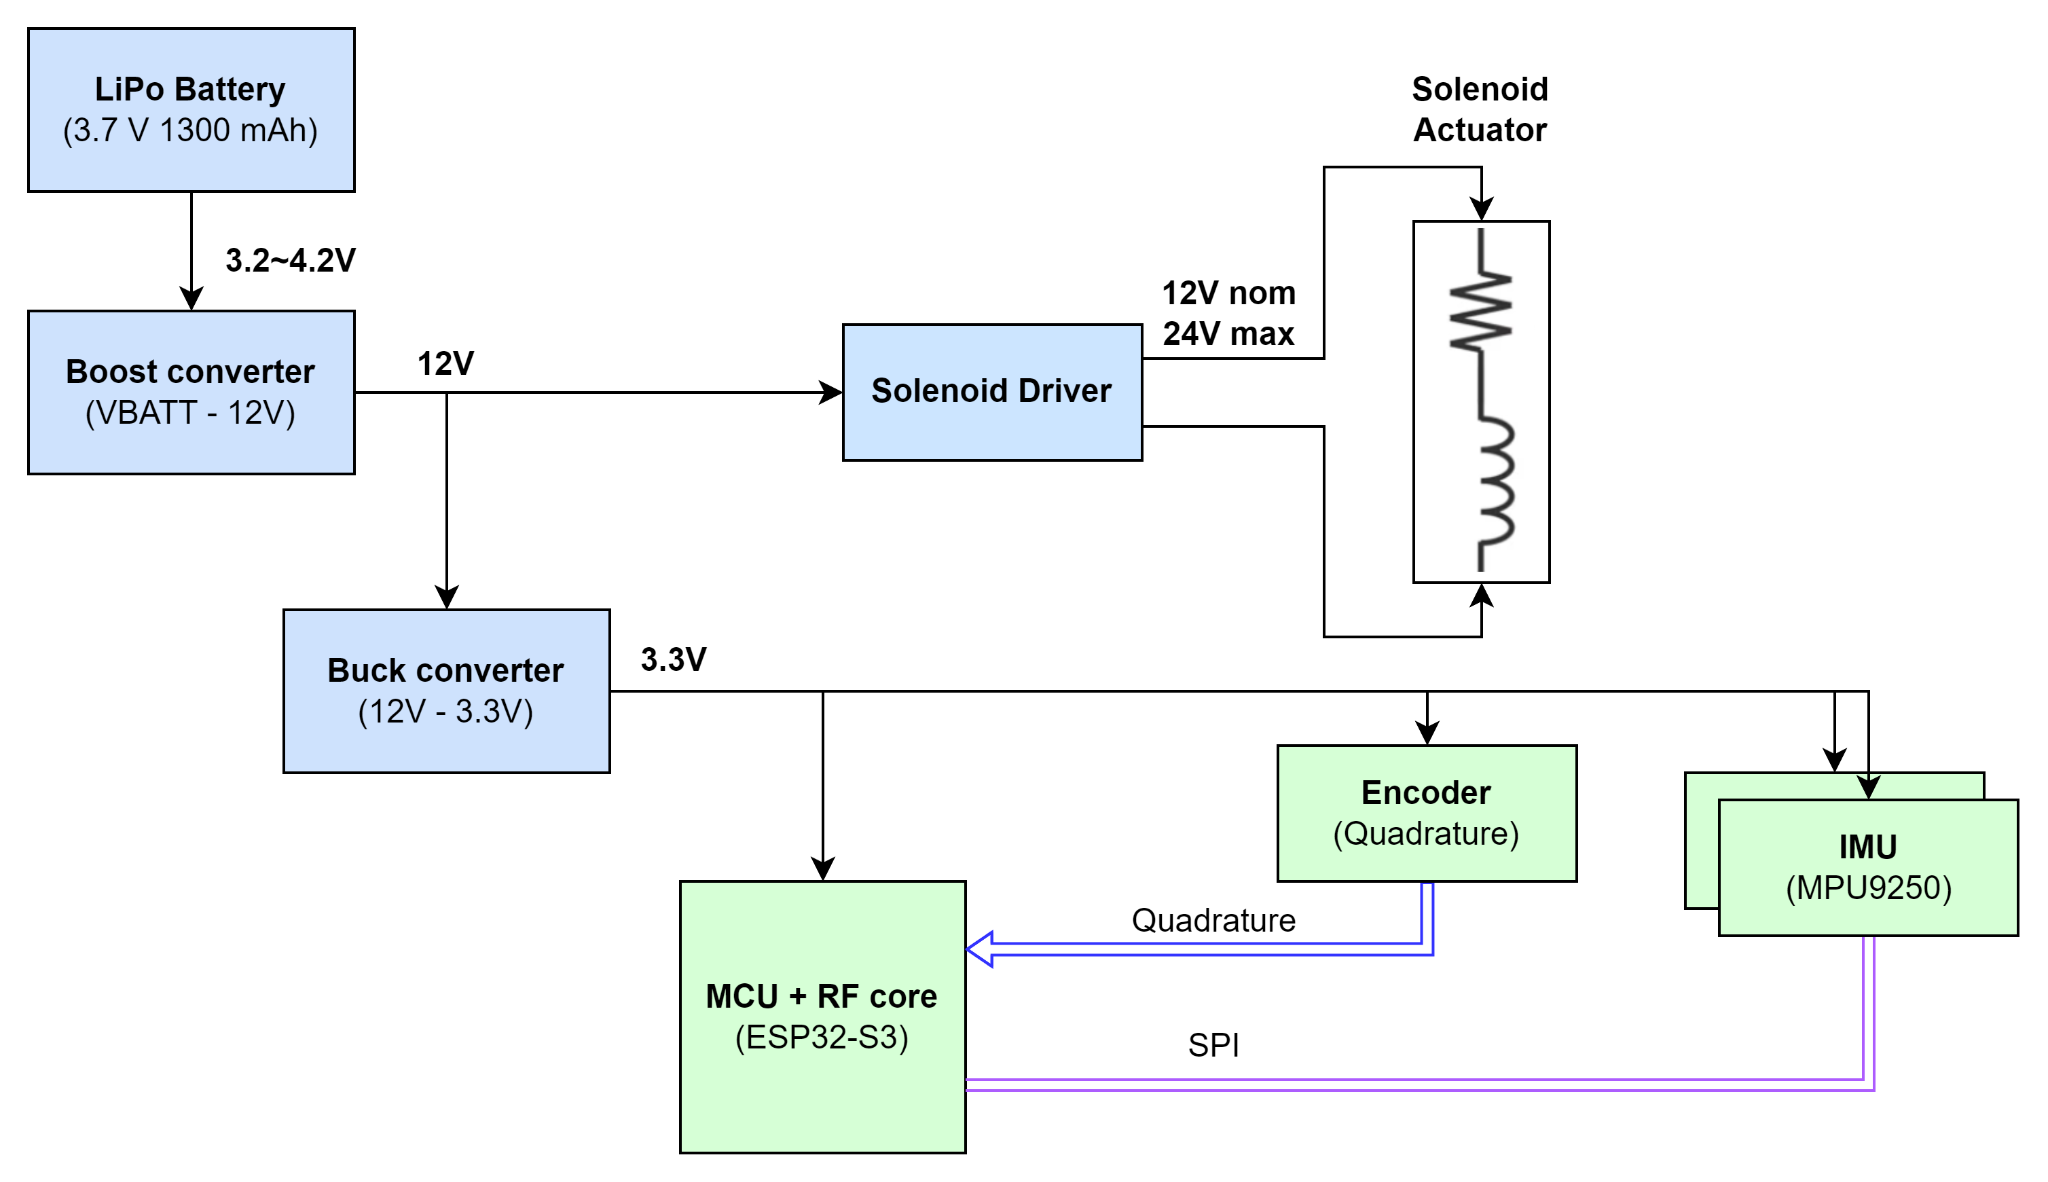 LiPo Battery
(3.7 V 1300 mAh)
Solenoid
Actuator
3.2~4.2V
Boost converter
(VBATT - 12V)
12V
Solenoid Driver
12V nom
24V max
Buck converter
(12V - 3.3V)
3.3V
Encoder
(Quadrature)
IMU
(MPU9250)
Quadrature
MCU + RF core
(ESP32-S3)
SPI